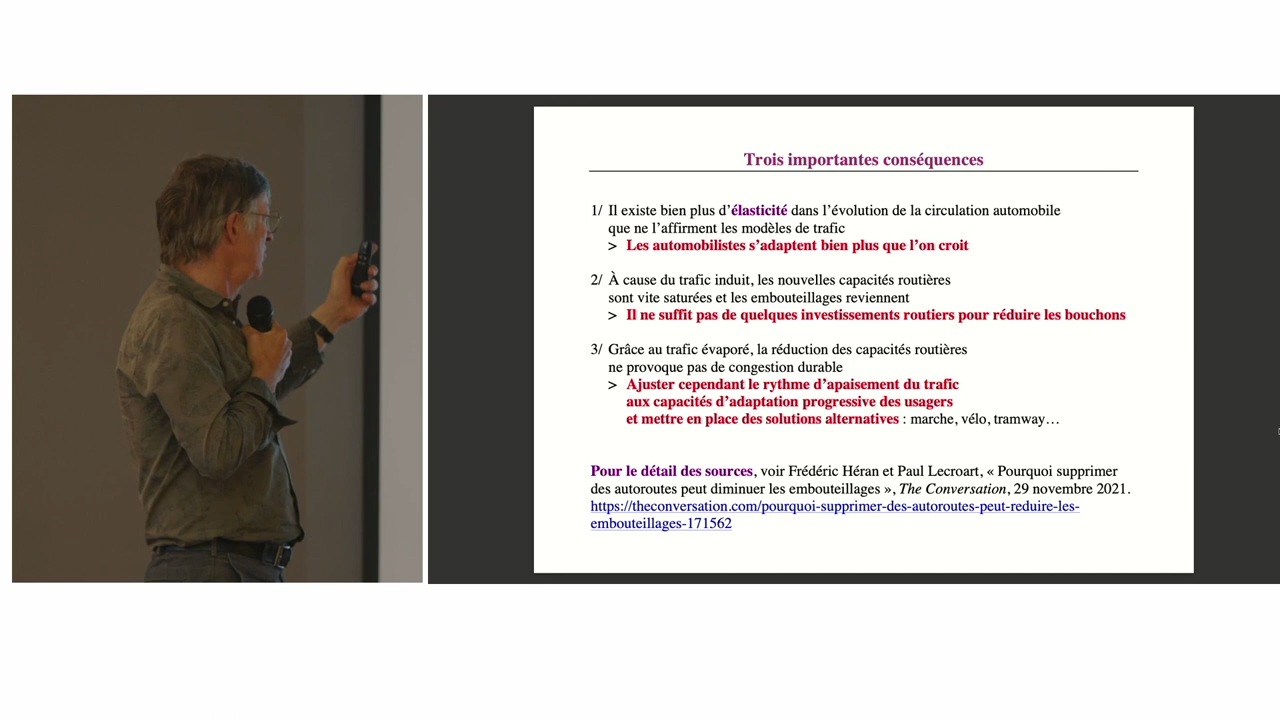 Trois importantes conséquences
1/ Il existe bien plus d’élasticité dans l’évolution de la circulation automobile
que ne l’affirment les modèles de trafic
> Les automobilistes s’adaptent bien plus que l’on croit
2/ À cause du trafic induit, les nouvelles capacités routières
sont vite saturées et les embouteillages reviennent
> Il ne suffit pas de quelques investissements routiers pour réduire les bouchons
3/ Grâce au trafic évaporé, la réduction des capacités routières
ne provoque pas de congestion durable
> Ajuster cependant le rythme d’apaisement du trafic
aux capacités d’adaptation progressive des usagers
et mettre en place des solutions alternatives : marche, vélo, tramway…
Pour le détail des sources, voir Frédéric Héran et Paul Lecroart, « Pourquoi supprimer
des autoroutes peut diminuer les embouteillages », The Conversation, 29 novembre 2021.
https://theconversation.com/pourquoi-supprimer-des-autoroutes-peut-reduire-les-
embouteillages-171562